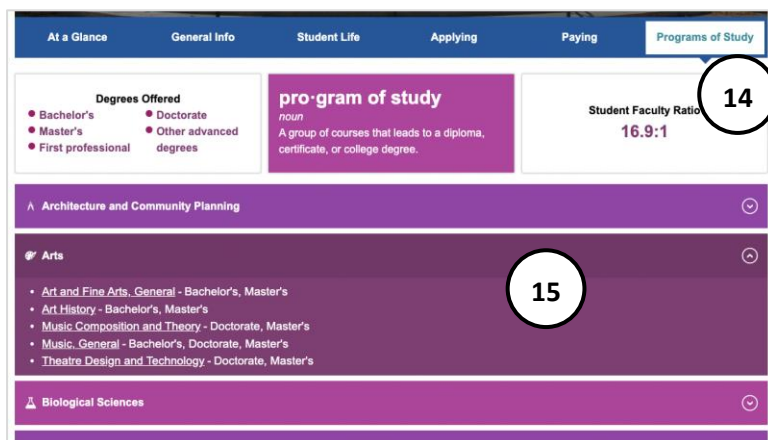 At a Glance General Info Student Life Applying Paying Programs of Study
14
Degrees Offered
• Bachelor's
• Master's
• First professional
• Doctorate
• Other advanced
degrees
pro·gram of study
noun
A group of courses that leads to a diploma,
certificate, or college degree.
Student Faculty Ratio
16.9:1
Architecture and Community Planning
Arts
15
• Art and Fine Arts, General - Bachelor's, Master's
• Art History - Bachelor's, Master's
• Music Composition and Theory - Doctorate, Master's
• Music, General - Bachelor's, Doctorate, Master's
• Theatre Design and Technology - Doctorate, Master's
Biological Sciences